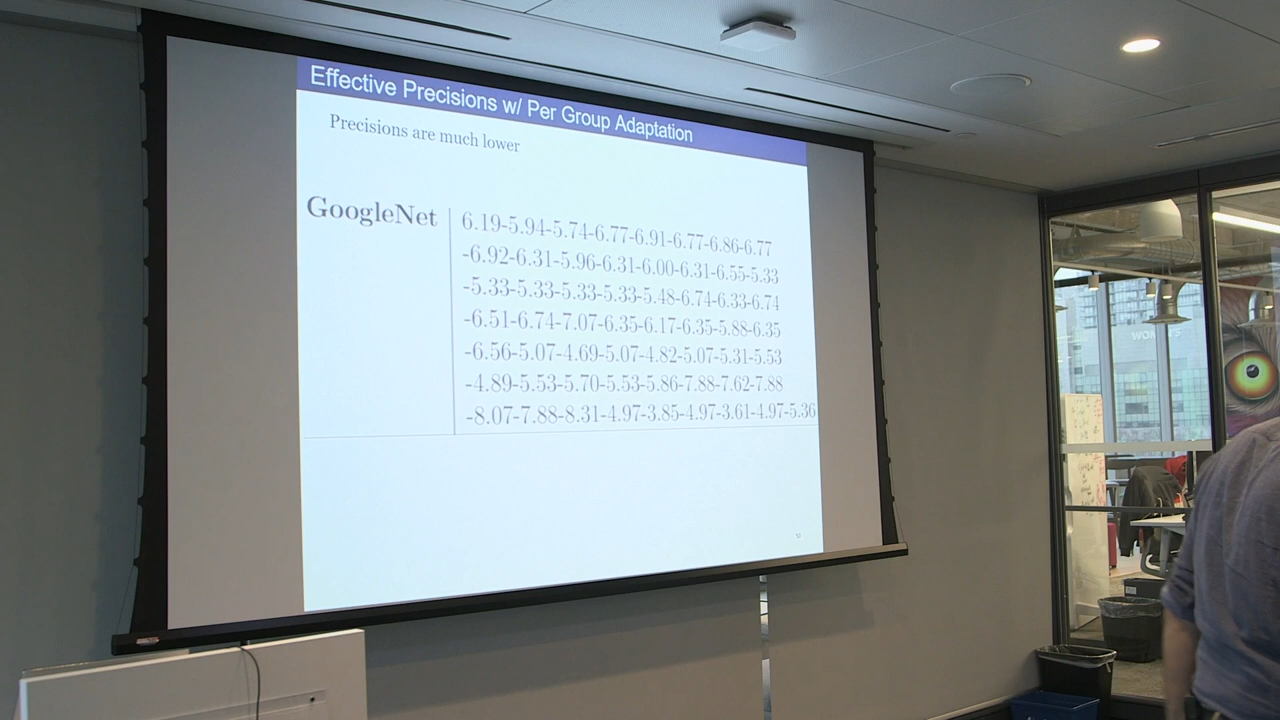 Effective Precisions w/ Per Group Adaptation
Precisions are much lower
GoogleNet
6.19-5.94-5.74-6.77-6.91-6.77-6.86-6.77
-6.92-6.31-5.96-6.31-6.00-6.31-6.55-5.33
-5.33-5.33-5.33-5.33-5.48-6.74-6.33-6.74
-6.51-6.74-7.07-6.35-6.17-6.35-5.88-6.35
-6.56-5.07-4.69-5.07-4.82-5.07-5.31-5.53
-4.89-5.53-5.70-5.53-5.86-7.88-7.62-7.88
-8.07-7.88-8.31-4.97-3.85-4.97-3.61-4.97-5.36